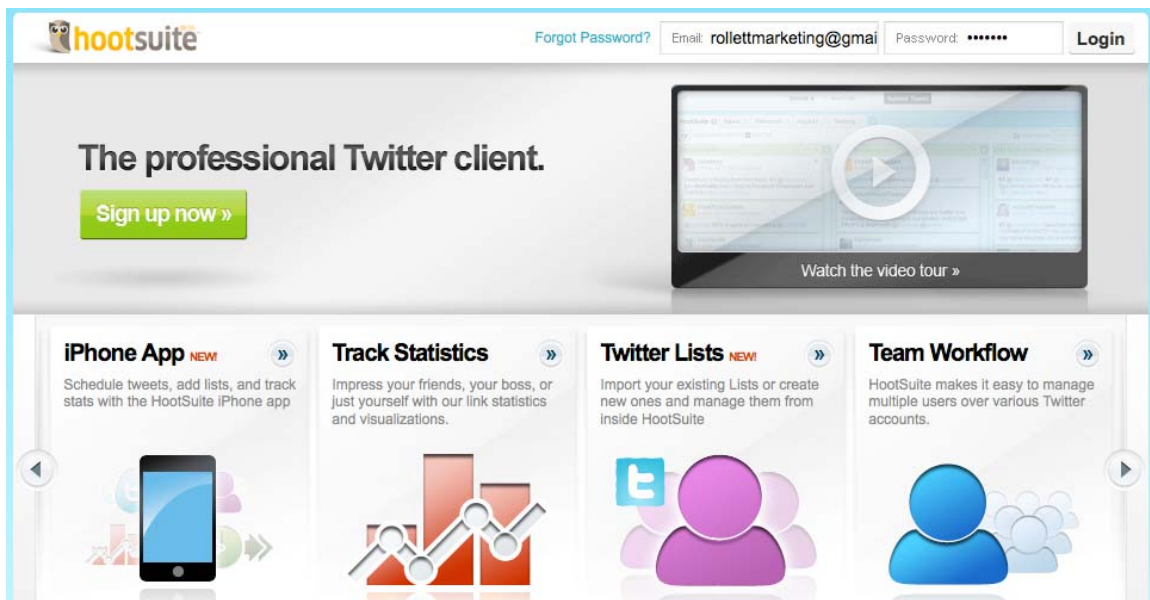 hootsuite
Forgot Password?
Email: rollettmarketing@gmai
Password: •••••••
Login
The professional Twitter client.
Sign up now »
Watch the video tour »
iPhone App NEW!
Schedule tweets, add lists, and track
stats with the HootSuite iPhone app
Track Statistics
Impress your friends, your boss, or
just yourself with our link statistics
and visualizations.
Twitter Lists NEW!
Import your existing Lists or create
new ones and manage them from
inside HootSuite
Team Workflow
HootSuite makes it easy to manage
multiple users over various Twitter
accounts.